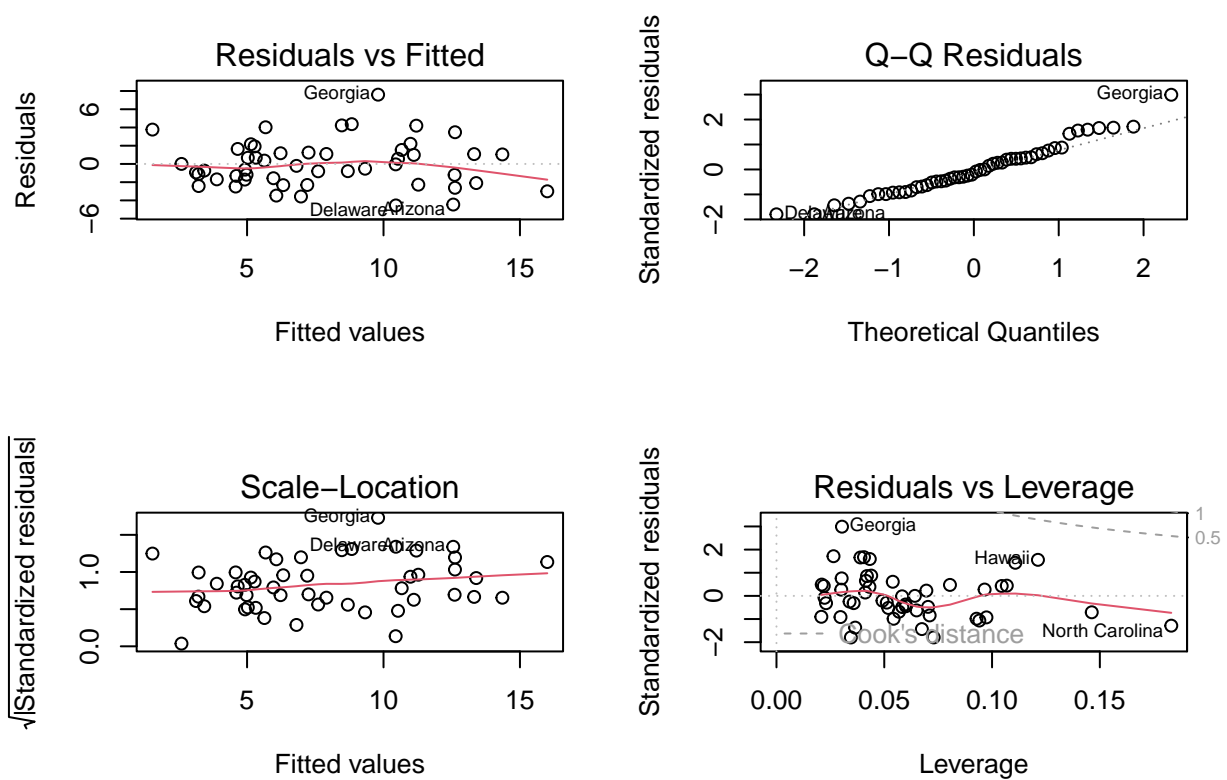 Residuals vs Fitted
Residuals
6
0
−6
Georgia
Delaware
Arizona
5
10
15
Fitted values
Q−Q Residuals
Standardized residuals
2
0
−2
Georgia
Delaware
Arizona
−2
−1
0
1
2
Theoretical Quantiles
Scale−Location
√|Standardized residuals|
1.0
0.0
Georgia
Delaware
Arizona
5
10
15
Fitted values
Residuals vs Leverage
Standardized residuals
2
0
−2
Georgia
Hawaii
North Carolina
Cook's distance
1
0.5
0.00
0.05
0.10
0.15
Leverage